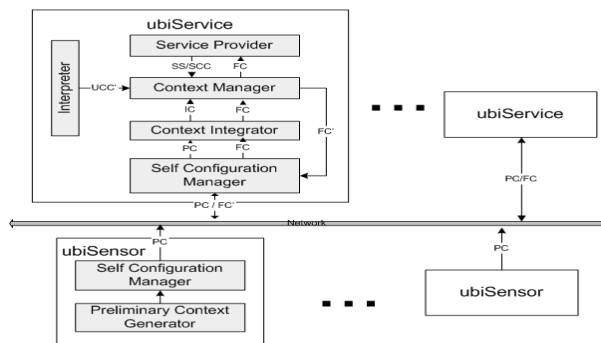 ubiService
Service Provider
SS/SCC
FC
Interpreter
UCC'
Context Manager
IC
FC
FC'
Context Integrator
PC
FC
Self Configuration
Manager
PC / FC'
ubiService
PC/FC
Network
ubiSensor
PC
Self Configuration
Manager
Preliminary Context
Generator
PC
ubiSensor